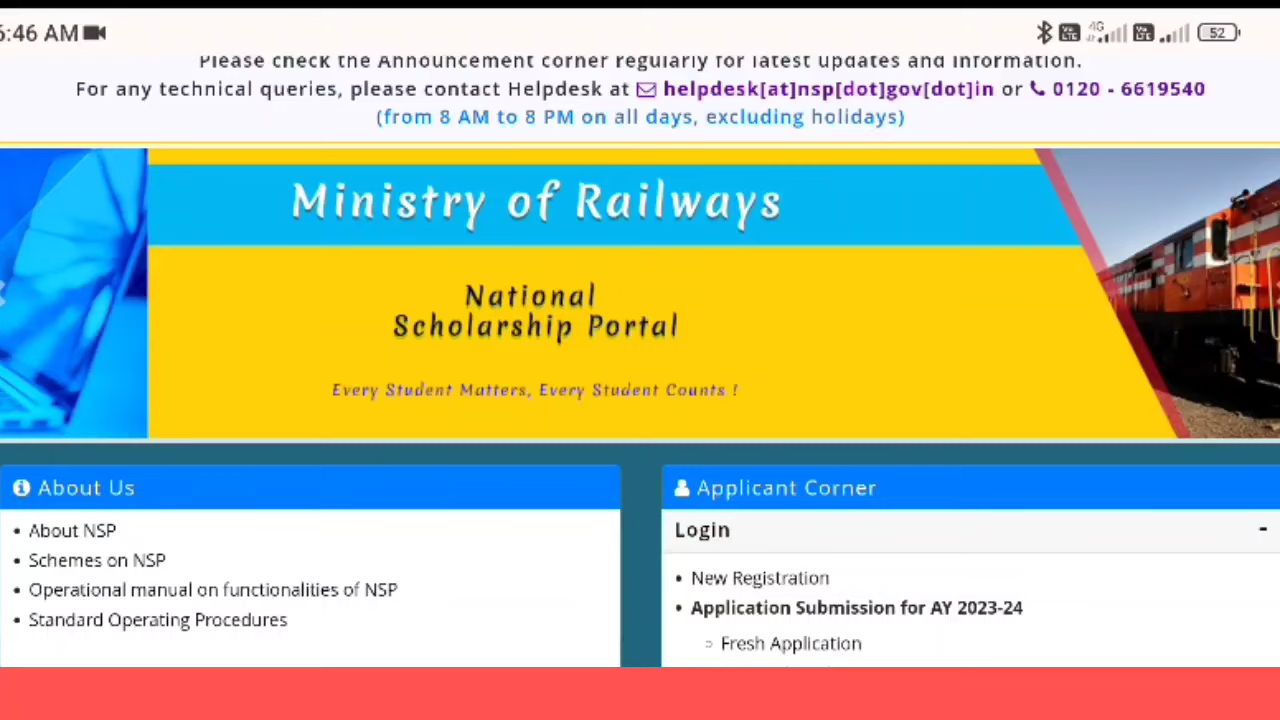 :46 AM
4G
52
Please check the Announcement corner regularly for latest updates and information.
For any technical queries, please contact Helpdesk at helpdesk[at]nsp[dot]gov[dot]in or 0120 - 6619540
(from 8 AM to 8 PM on all days, excluding holidays)
Ministry of Railways
National
Scholarship Portal
Every Student Matters, Every Student Counts !
About Us
• About NSP
• Schemes on NSP
• Operational manual on functionalities of NSP
• Standard Operating Procedures
Applicant Corner
Login -
• New Registration
• Application Submission for AY 2023-24
○ Fresh Application